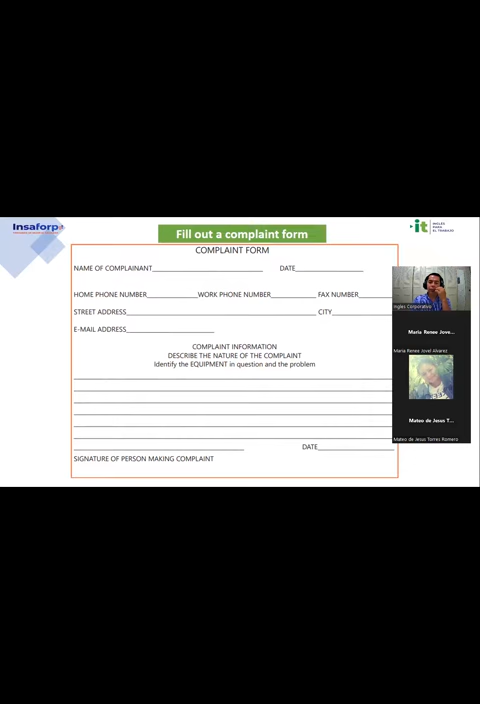 Insaforp
Fill out a complaint form
it INGLÉS
PARA
EL TRABAJO
COMPLAINT FORM
NAME OF COMPLAINANT DATE
HOME PHONE NUMBER WORK PHONE NUMBER FAX NUMBER
STREET ADDRESS CITY
E-MAIL ADDRESS
COMPLAINT INFORMATION
DESCRIBE THE NATURE OF THE COMPLAINT
Identify the EQUIPMENT in question and the problem
DATE
SIGNATURE OF PERSON MAKING COMPLAINT
Ingles Corporativo
Maria Renee Jove...
Maria Renee Jovel Alvarez
Mateo de Jesus T...
Mateo de Jesus Torres Romero